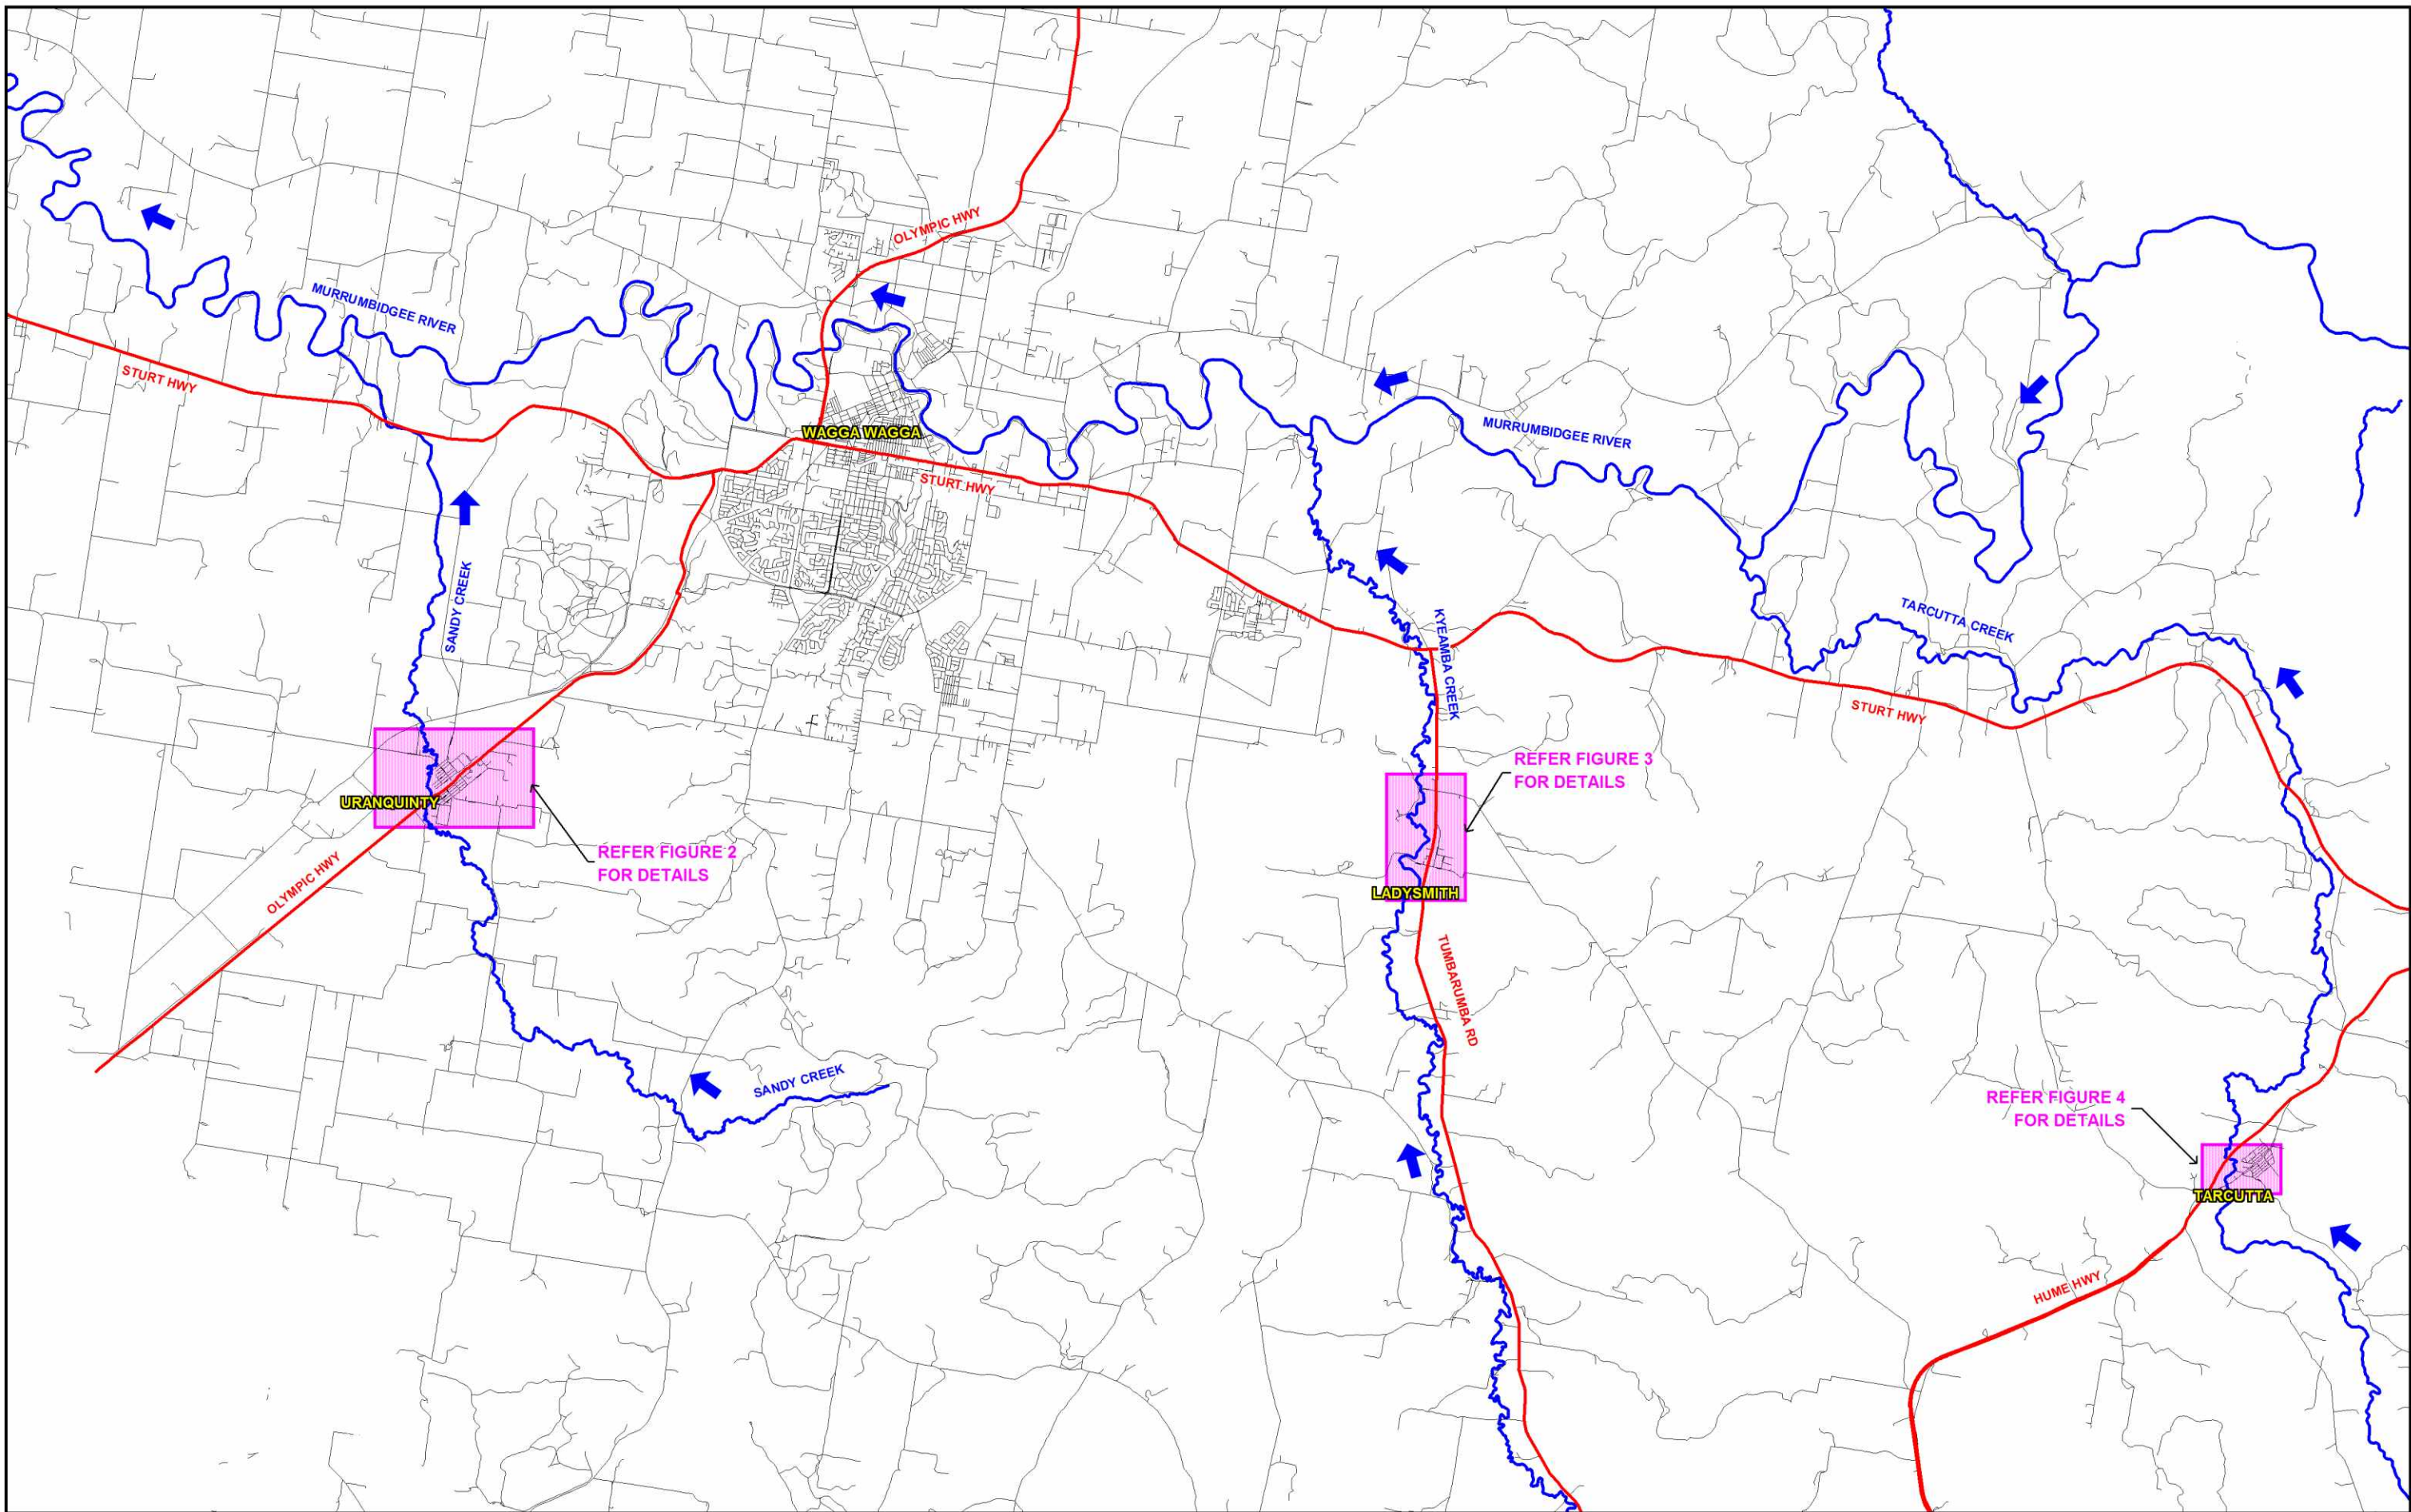 OLYMPIC HWY
MURRUMBIDGEE RIVER
STURT HWY
WAGGA WAGGA
MURRUMBIDGEE RIVER
STURT HWY
SANDY CREEK
KYEAMBA CREEK
TARCUTTA CREEK
STURT HWY
REFER FIGURE 3
FOR DETAILS
URANQUINTY
REFER FIGURE 2
FOR DETAILS
OLYMPIC HWY
LADYSMITH
TUMBARUMBA RD
SANDY CREEK
REFER FIGURE 4
FOR DETAILS
TARCUTTA
HUME HWY